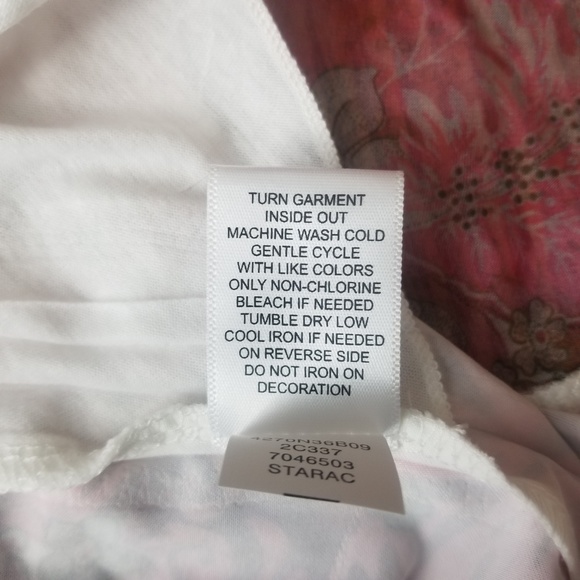 TURN GARMENT
INSIDE OUT
MACHINE WASH COLD
GENTLE CYCLE
WITH LIKE COLORS
ONLY NON-CHLORINE
BLEACH IF NEEDED
TUMBLE DRY LOW
COOL IRON IF NEEDED
ON REVERSE SIDE
DO NOT IRON ON
DECORATION
2C337
7046503
STARAC